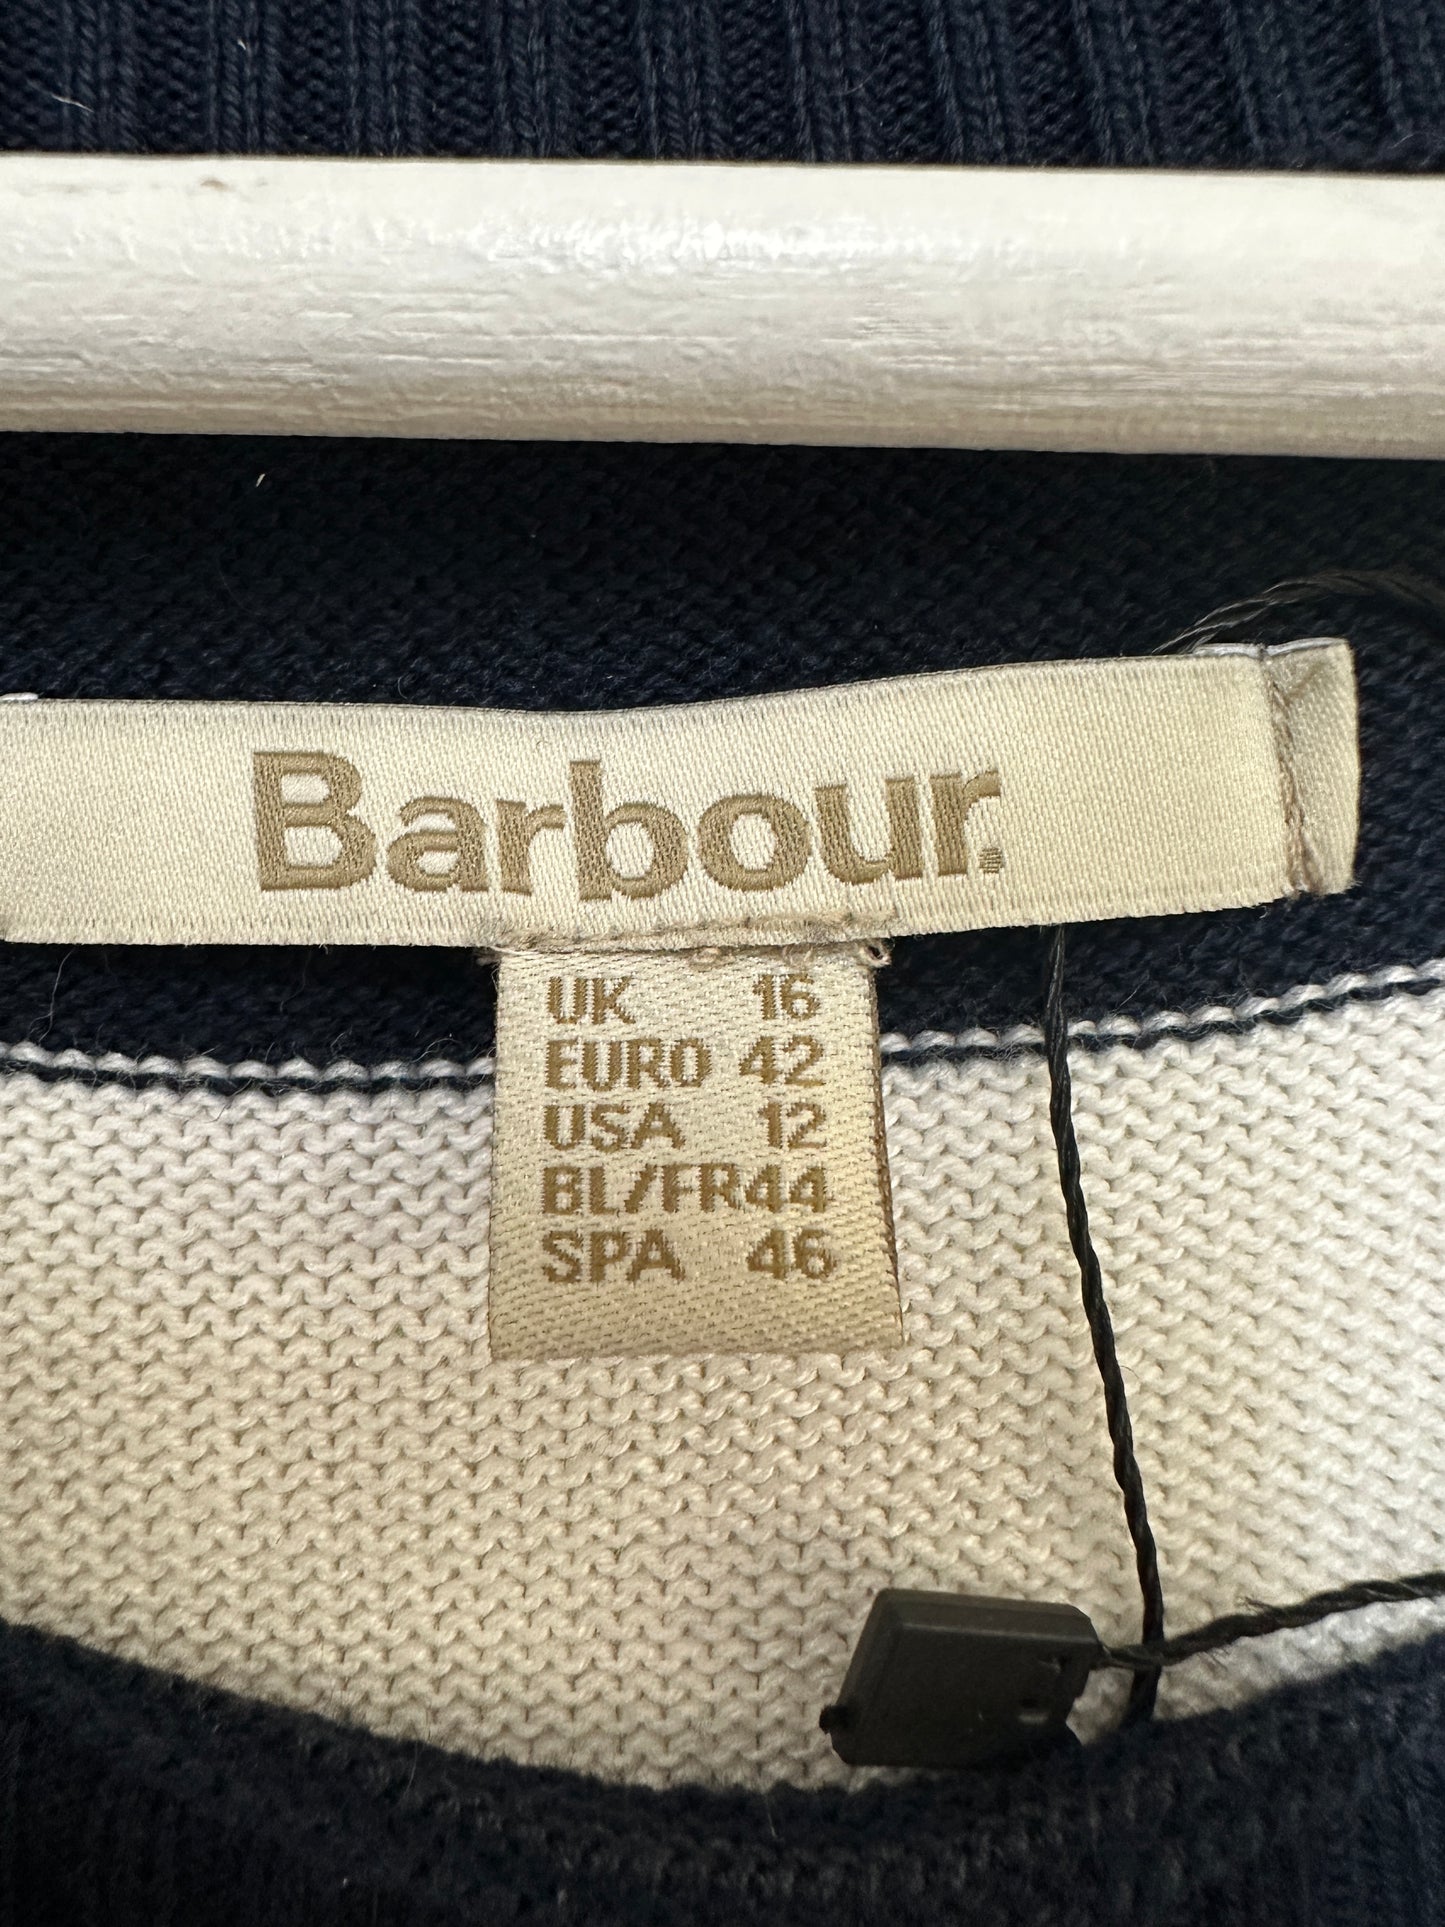 Barbour.
UK 16
EURO 42
USA 12
BL/FR44
SPA 46